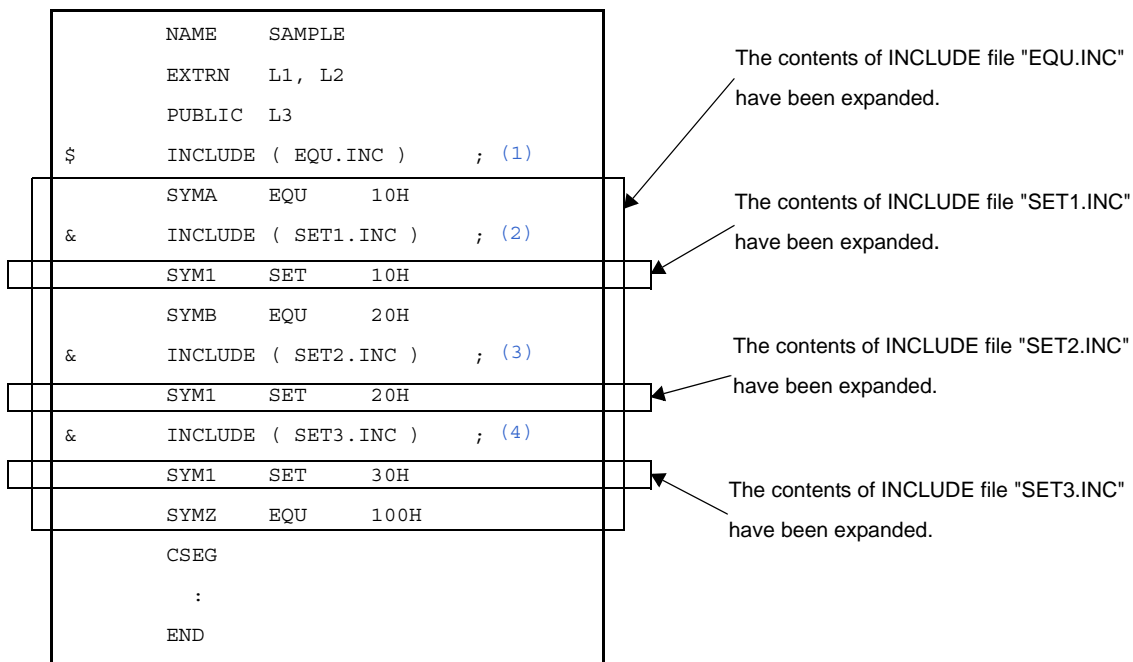 NAME SAMPLE
EXTRN L1, L2
PUBLIC L3
$ INCLUDE ( EQU.INC ) ; (1)
SYMA EQU 10H
& INCLUDE ( SET1.INC ) ; (2)
SYM1 SET 10H
SYMB EQU 20H
& INCLUDE ( SET2.INC ) ; (3)
SYM1 SET 20H
& INCLUDE ( SET3.INC ) ; (4)
SYM1 SET 30H
SYMZ EQU 100H
CSEG
:
END
The contents of INCLUDE file "EQU.INC"
have been expanded.
The contents of INCLUDE file "SET1.INC"
have been expanded.
The contents of INCLUDE file "SET2.INC"
have been expanded.
The contents of INCLUDE file "SET3.INC"
have been expanded.